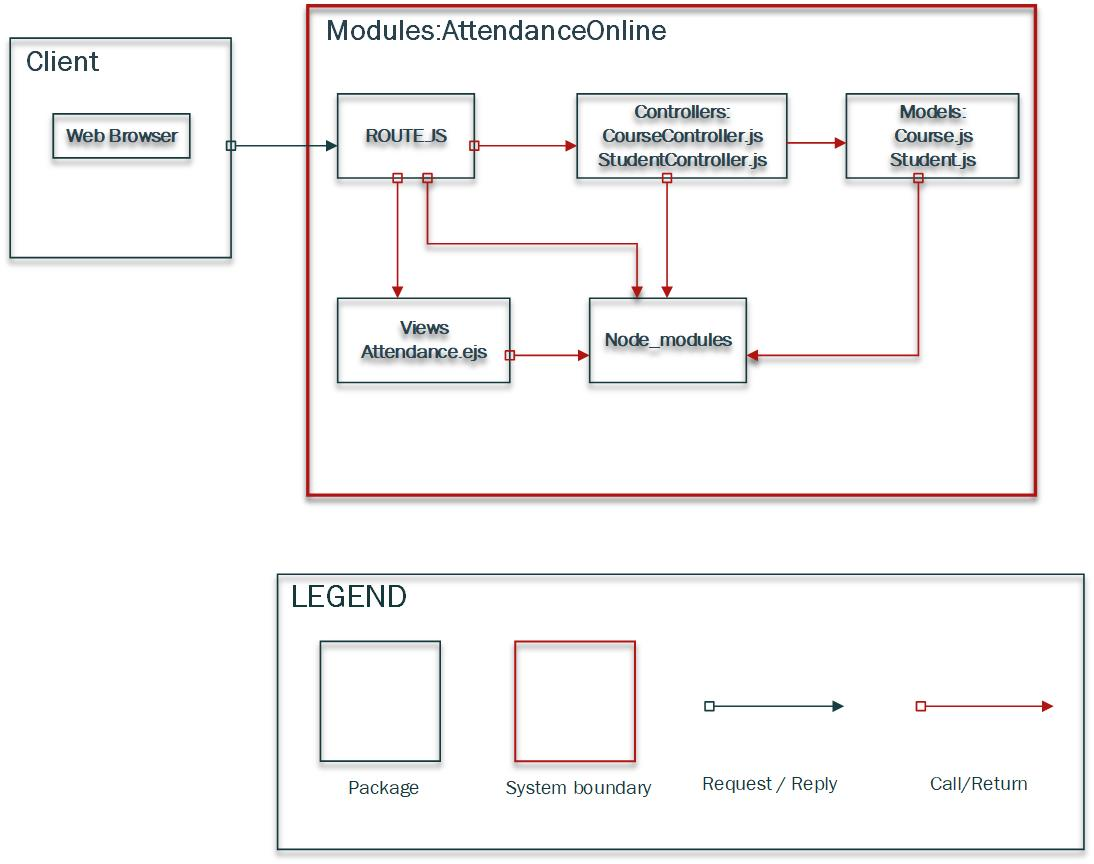 Modules:AttendanceOnline
Client
Web Browser
ROUTE.JS
Controllers:
CourseController.js
StudentController.js
Models:
Course.js
Student.js
Views
Attendance.ejs
Node_modules
LEGEND
Package
System boundary
Request / Reply
Call/Return